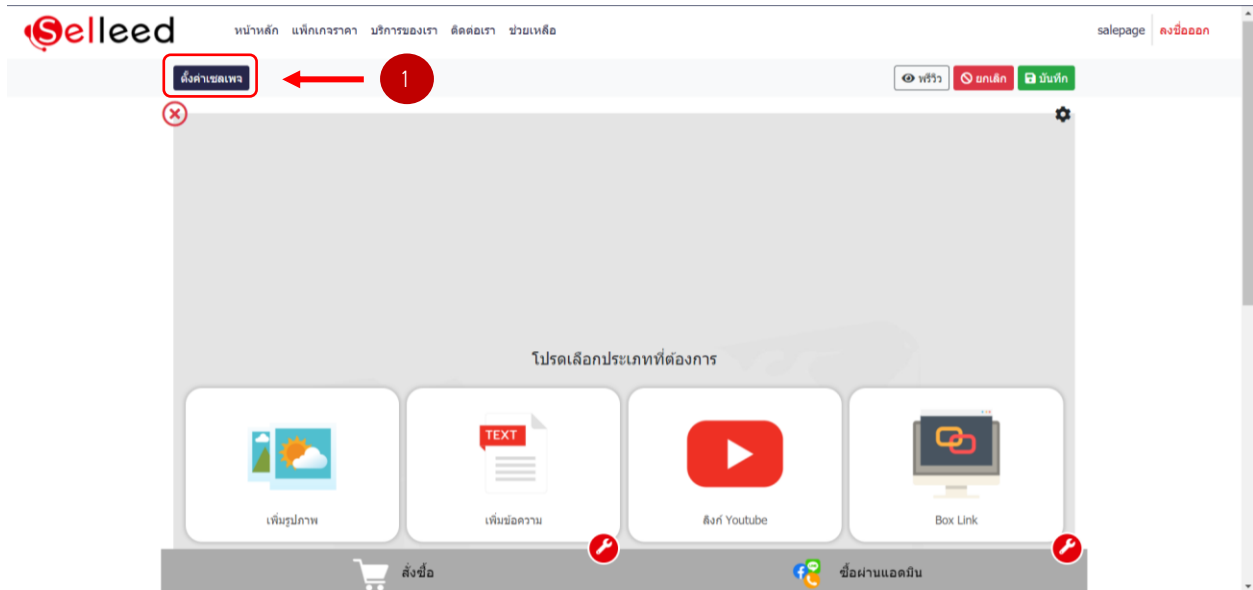 Selleed
หน้าหลัก แพ็กเกจราคา บริการของเรา ติดต่อเรา ช่วยเหลือ
salepage ลงชื่อออก
ตั้งค่าเซลเพจ
1
พรีวิว ยกเลิก บันทึก
โปรดเลือกประเภทที่ต้องการ
TEXT
เพิ่มรูปภาพ เพิ่มข้อความ ลิงก์ Youtube Box Link
สั่งซื้อ ซื้อผ่านแอดมิน